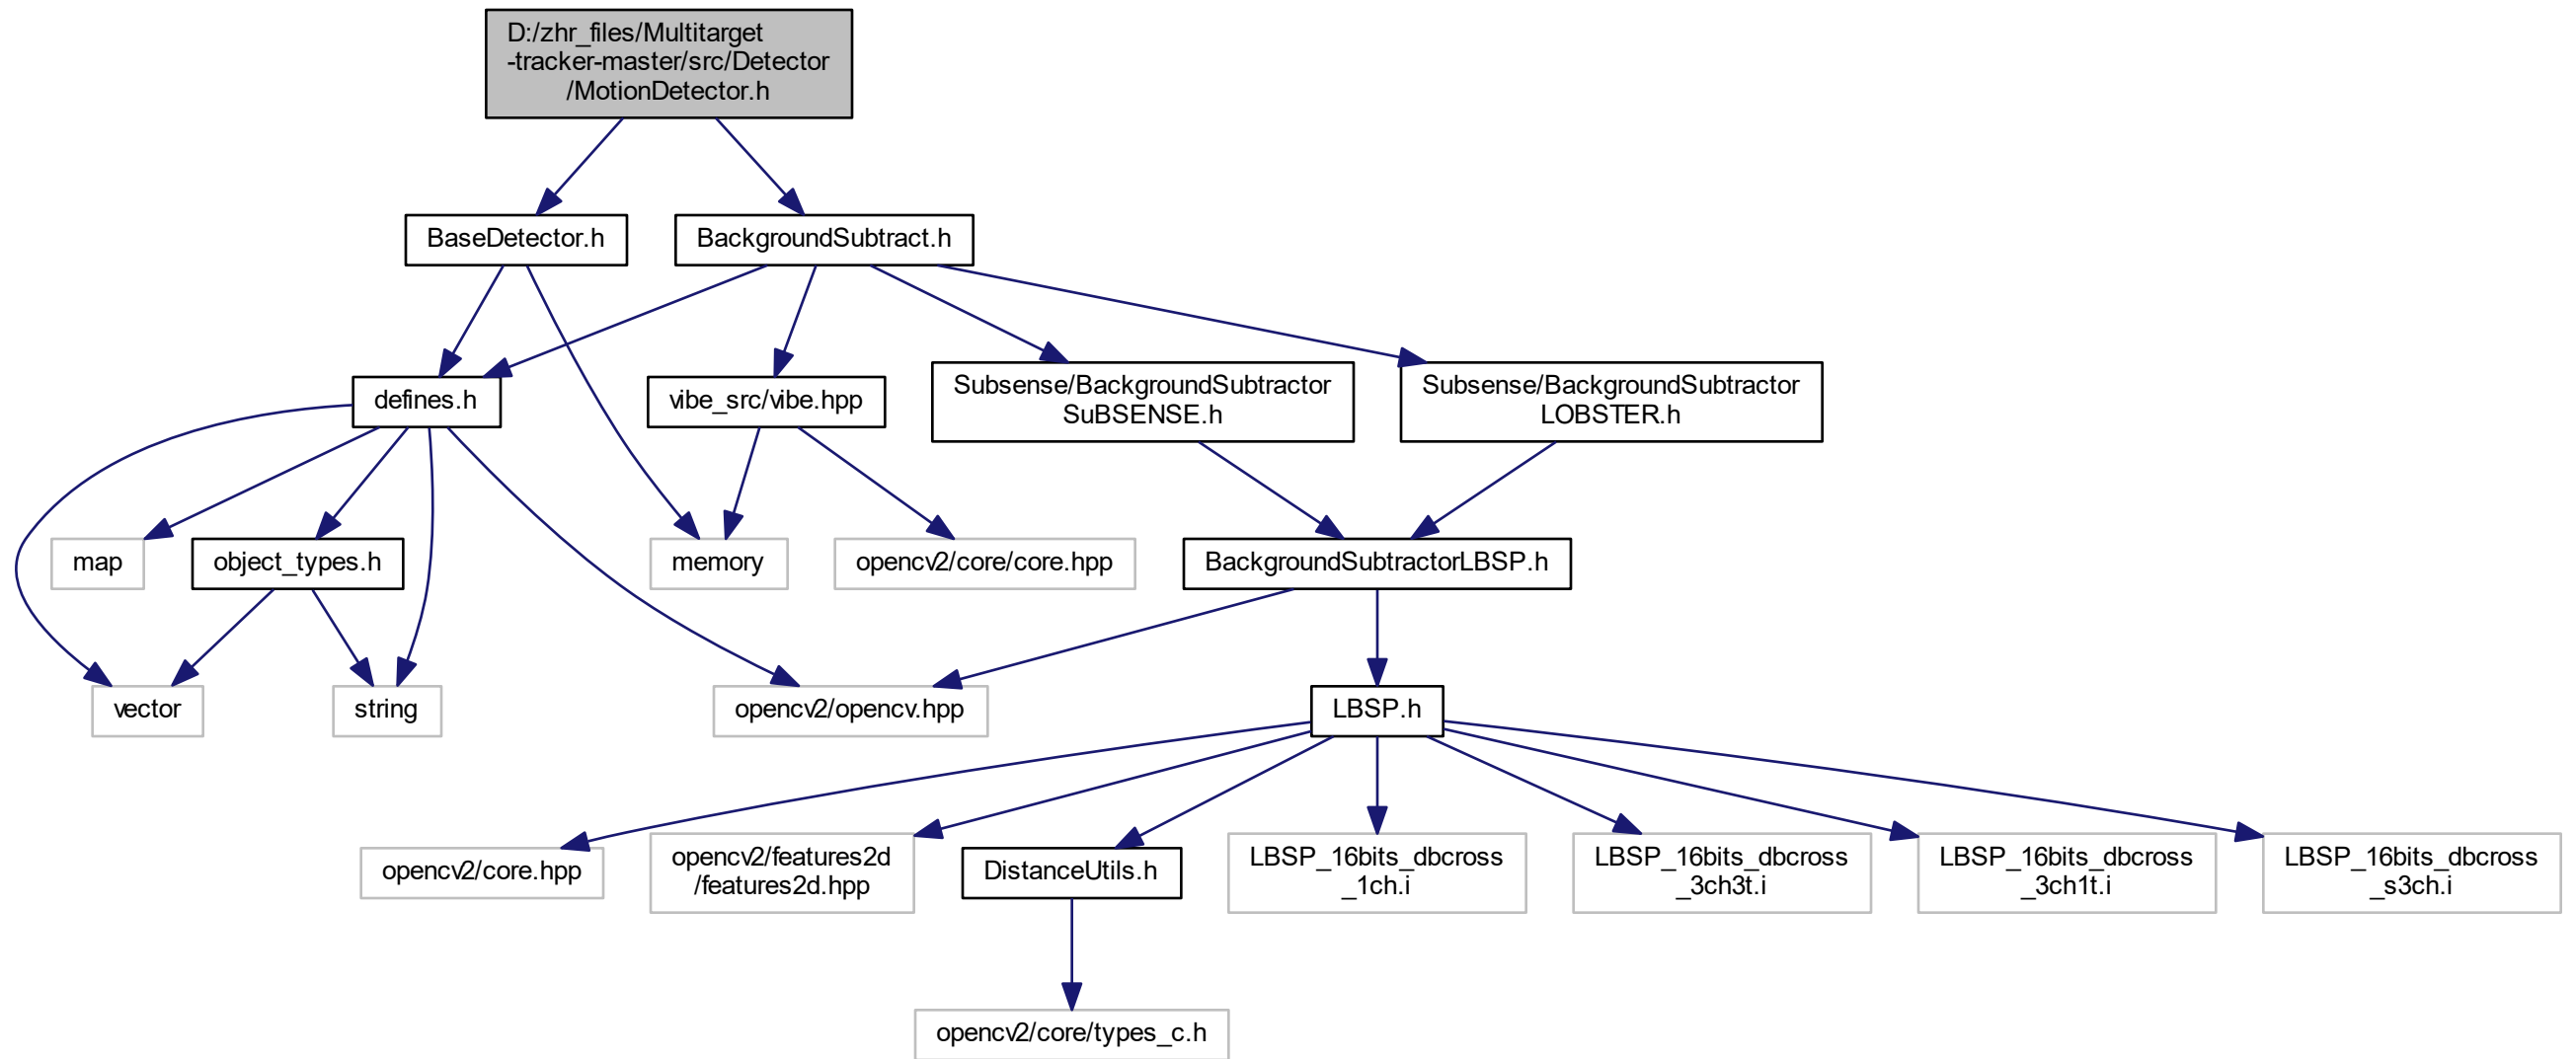 D:/zhr_files/Multitarget
-tracker-master/src/Detector
/MotionDetector.h
BaseDetector.h
BackgroundSubtract.h
defines.h
vibe_src/vibe.hpp
Subsense/BackgroundSubtractor
SuBSENSE.h
Subsense/BackgroundSubtractor
LOBSTER.h
map
object_types.h
memory
opencv2/core/core.hpp
BackgroundSubtractorLBSP.h
vector
string
opencv2/opencv.hpp
LBSP.h
opencv2/core.hpp
opencv2/features2d
/features2d.hpp
DistanceUtils.h
LBSP_16bits_dbcross
_1ch.i
LBSP_16bits_dbcross
_3ch3t.i
LBSP_16bits_dbcross
_3ch1t.i
LBSP_16bits_dbcross
_s3ch.i
opencv2/core/types_c.h